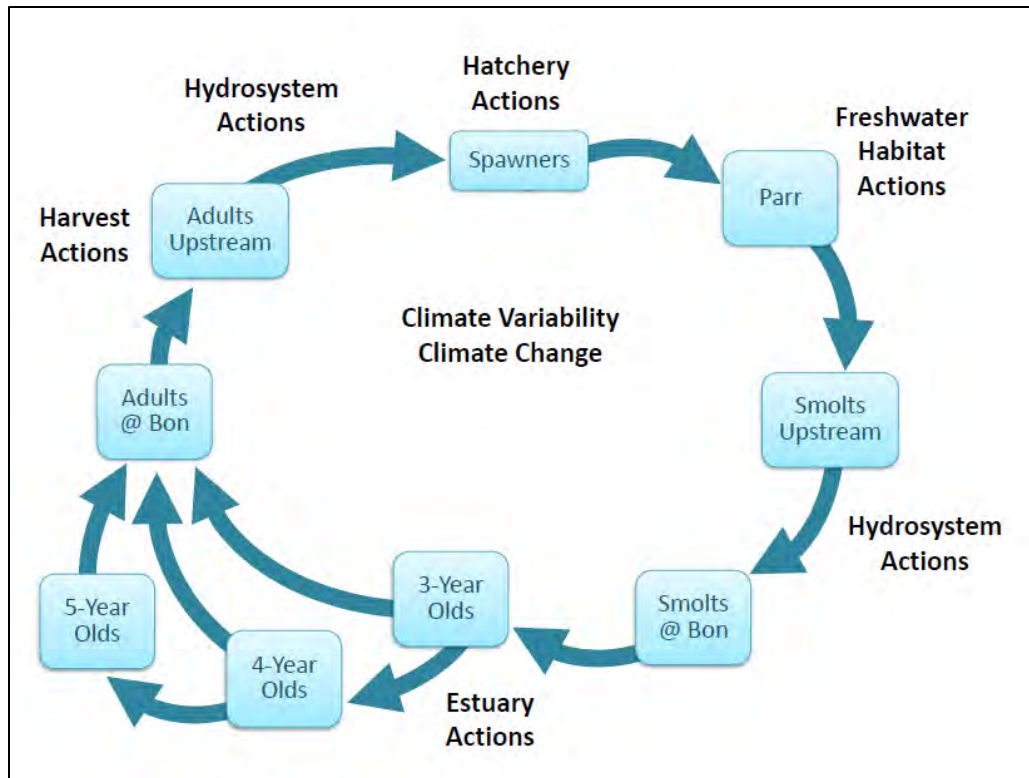 Hatchery
Actions
Hydrosystem
Actions
Freshwater
Habitat
Actions
Spawners
Parr
Adults
Upstream
Harvest
Actions
Climate Variability
Climate Change
Adults
@ Bon
Smolts
Upstream
Hydrosystem
Actions
3-Year
Olds
Smolts
@ Bon
5-Year
Olds
4-Year
Olds
Estuary
Actions